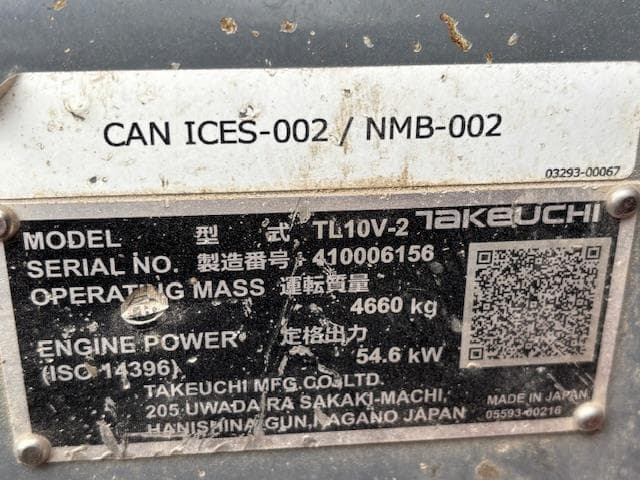 CAN ICES-002 / NMB-002
03293-00067
TAKEUCHI
MODEL 型 式 TL10V-2
SERIAL NO. 製造番号 410006156
OPERATING MASS 運転質量
4660 kg
ENGINE POWER 定格出力
(ISO 14396) 54.6 kW
TAKEUCHI MFG.CO.,LTD.
205 UWADAIRA SAKAKI-MACHI,
HANISHINA GUN,NAGANO JAPAN
MADE IN JAPAN
05593-00216